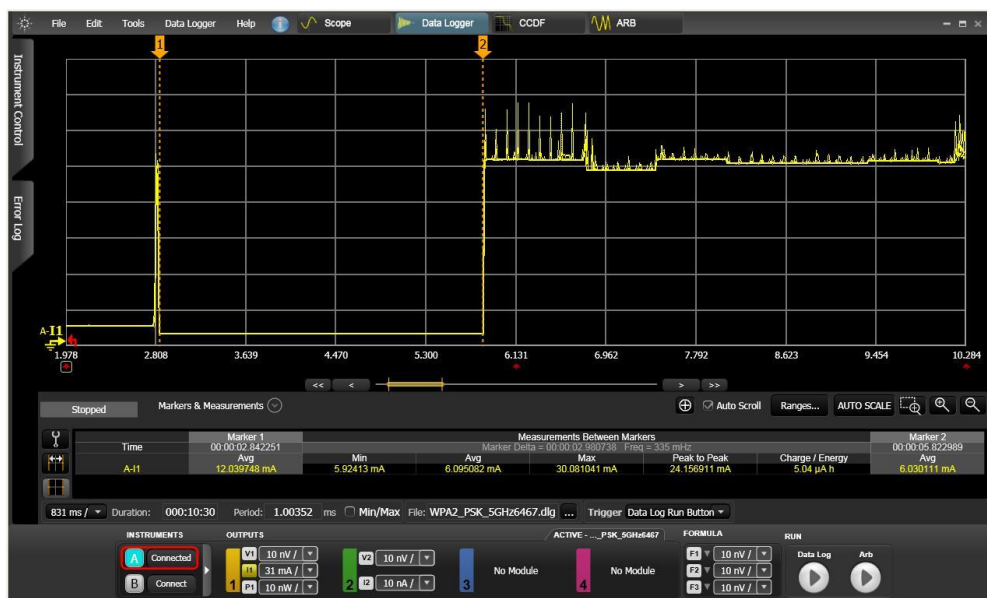 File Edit Tools Data Logger Help i Scope Data Logger CCDF ARB
1 2
Instrument Control
Error Log
A-I1
1.978 2.808 3.639 4.470 5.300 6.131 6.962 7.792 8.623 9.454 10.284
<< < > >>
Stopped Markers & Measurements Auto Scroll Ranges... AUTO SCALE
Marker 1 Measurements Between Markers Marker 2
Time 00:00:02.842251 Marker Delta = 00:00:02.980738 Freq = 335 mHz 00:00:05.822989
Avg Min Avg Max Peak to Peak Charge / Energy Avg
A-I1 12.039748 mA 5.92413 mA 6.095082 mA 30.081041 mA 24.156911 mA 5.04 µA h 6.030111 mA
831 ms / Duration: 000:10:30 Period: 1.00352 ms Min/Max File: WPA2_PSK_5GHz6467.dlg ... Trigger Data Log Run Button
INSTRUMENTS OUTPUTS ACTIVE - ..._PSK_5GHz6467 FORMULA RUN
A Connected V1 10 nV / V2 10 nV / F1 10 nV / Data Log Arb
1 I1 31 mA / 2 3 No Module 4 No Module F2 10 nV /
B Connect P1 10 nW / I2 10 nA / F3 10 nV /